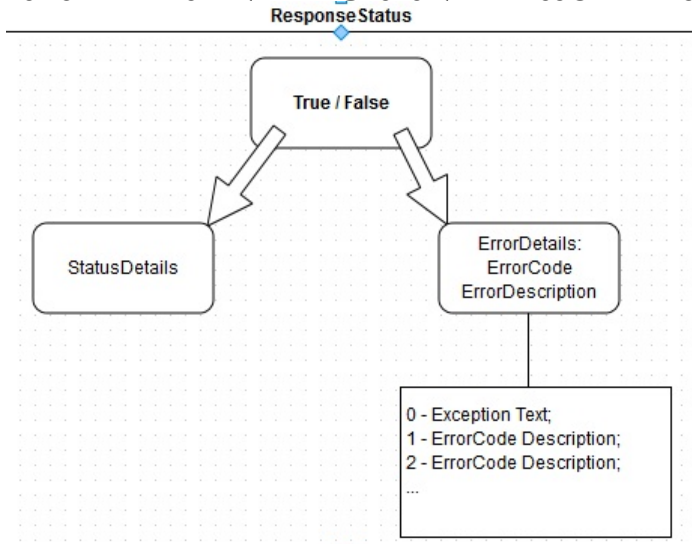 ResponseStatus
True / False
StatusDetails
ErrorDetails:
ErrorCode
ErrorDescription
0 - Exception Text;
1 - ErrorCode Description;
2 - ErrorCode Description;
...